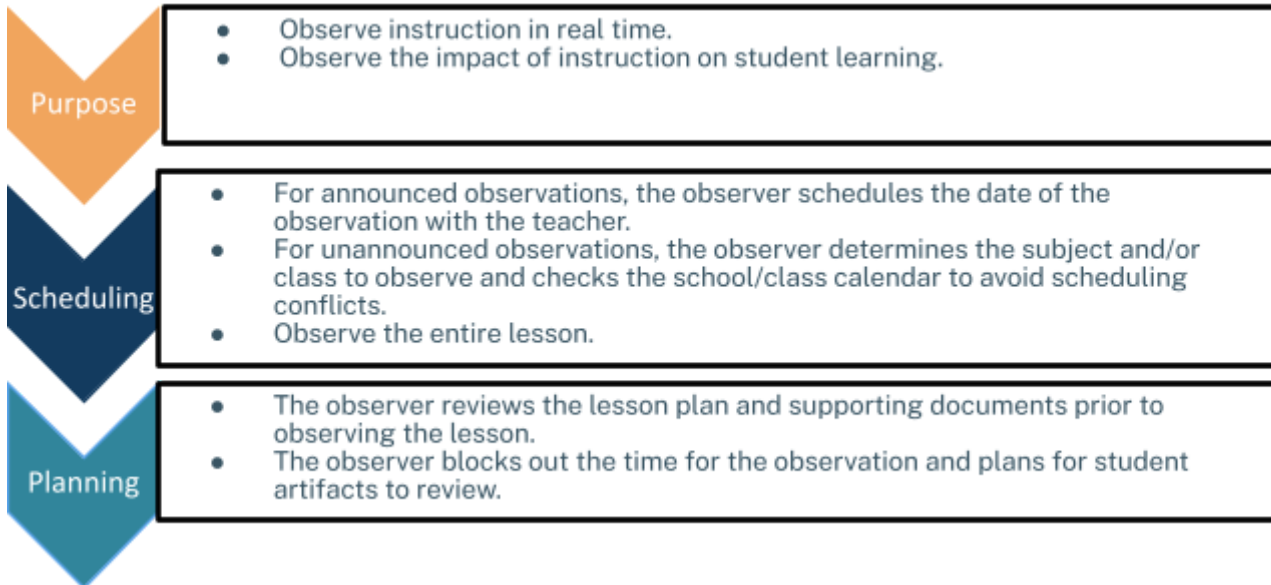 Purpose
• Observe instruction in real time.
• Observe the impact of instruction on student learning.
Scheduling
• For announced observations, the observer schedules the date of the
observation with the teacher.
• For unannounced observations, the observer determines the subject and/or
class to observe and checks the school/class calendar to avoid scheduling
conflicts.
• Observe the entire lesson.
Planning
• The observer reviews the lesson plan and supporting documents prior to
observing the lesson.
• The observer blocks out the time for the observation and plans for student
artifacts to review.